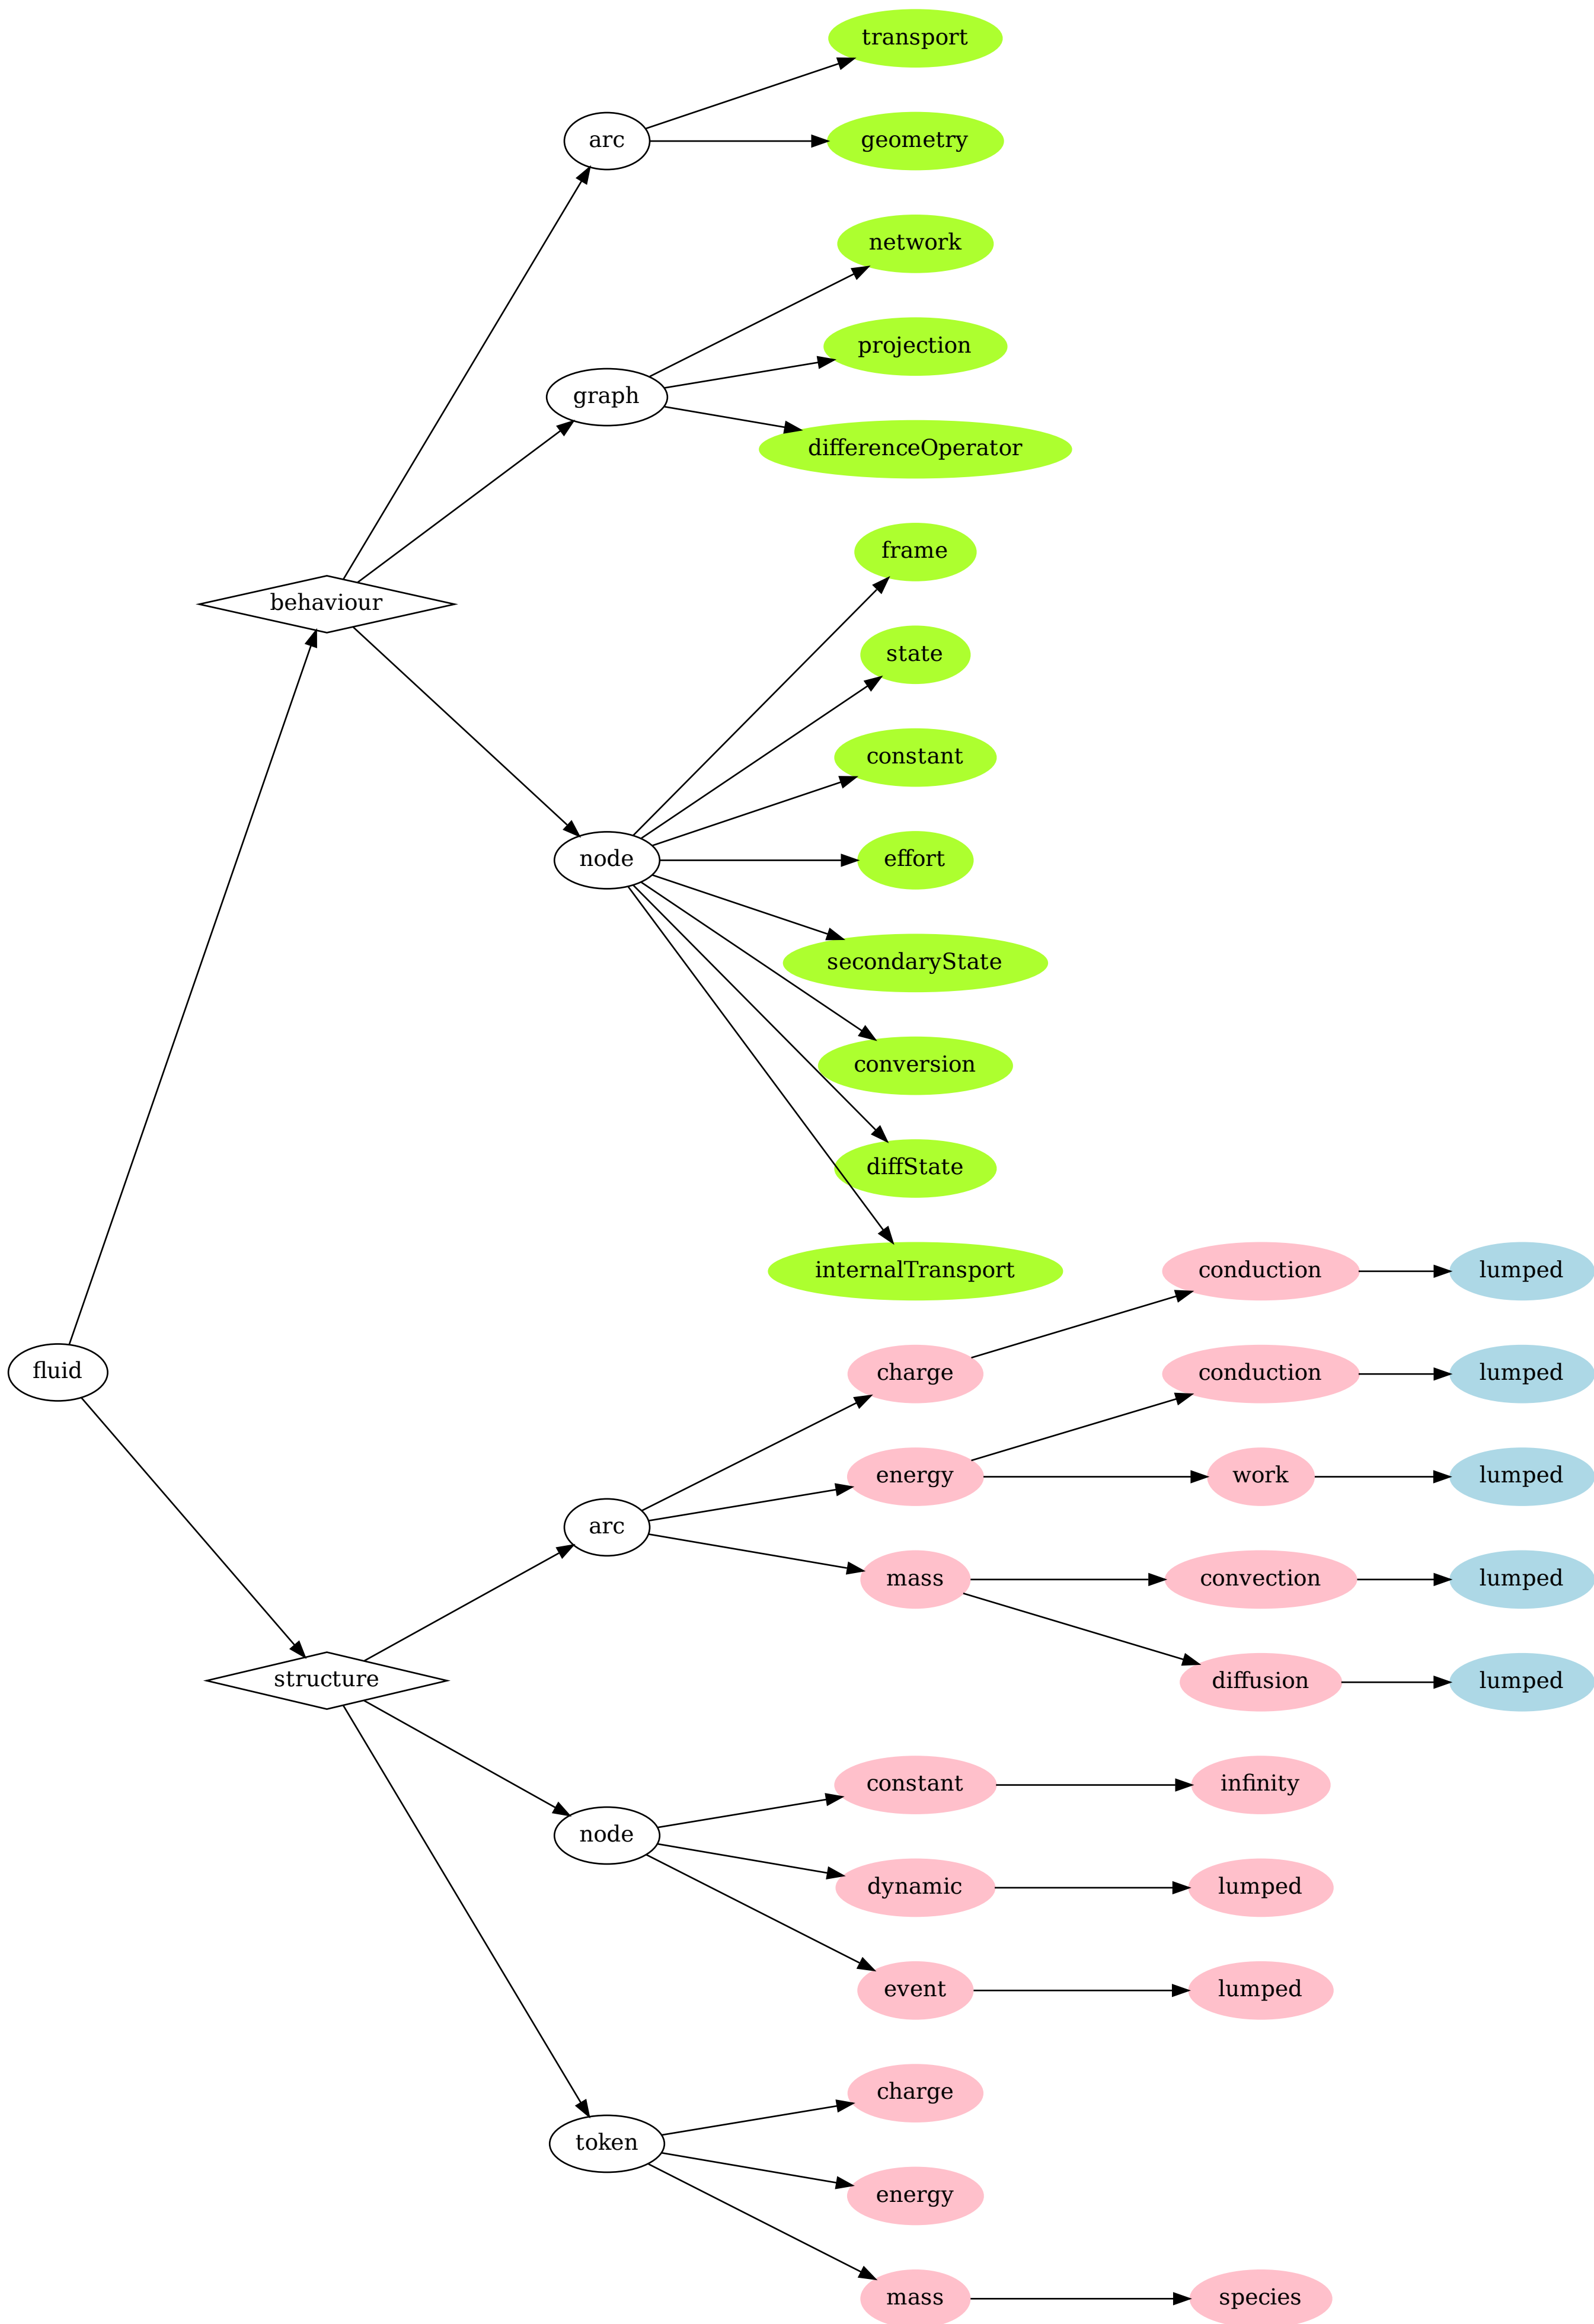 transport
arc
geometry
network
projection
graph
differenceOperator
frame
behaviour
state
constant
node
effort
secondaryState
conversion
diffState
internalTransport
conduction
lumped
fluid
charge
conduction
lumped
energy
work
lumped
arc
mass
convection
lumped
structure
diffusion
lumped
constant
infinity
node
dynamic
lumped
event
lumped
charge
token
energy
mass
species